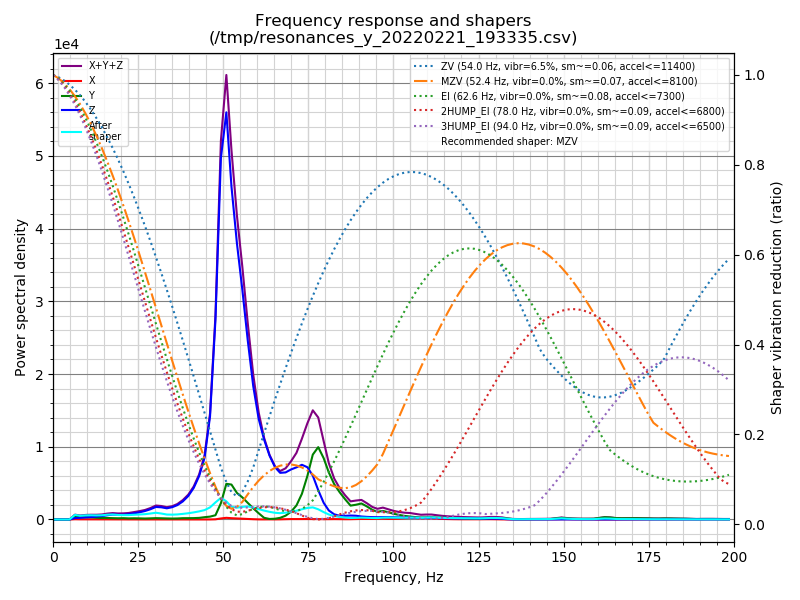 Frequency response and shapers
(/tmp/resonances_y_20220221_193335.csv)
1e4
X+Y+Z
X
Y
Z
After
shaper
ZV (54.0 Hz, vibr=6.5%, sm~=0.06, accel<=11400)
MZV (52.4 Hz, vibr=0.0%, sm~=0.07, accel<=8100)
EI (62.6 Hz, vibr=0.0%, sm~=0.08, accel<=7300)
2HUMP_EI (78.0 Hz, vibr=0.0%, sm~=0.09, accel<=6800)
3HUMP_EI (94.0 Hz, vibr=0.0%, sm~=0.09, accel<=6500)
Recommended shaper: MZV
Power spectral density
6
5
4
3
2
1
0
1.0
0.8
0.6
0.4
0.2
0.0
Shaper vibration reduction (ratio)
0 25 50 75 100 125 150 175 200
Frequency, Hz